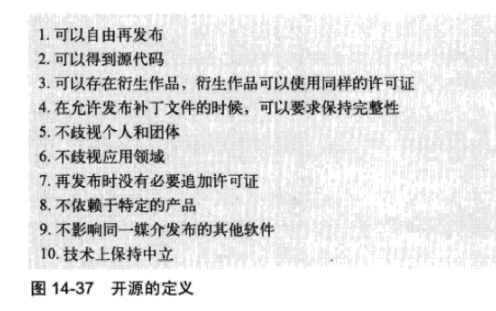 1. 可以自由再发布
2. 可以得到源代码
3. 可以存在衍生作品，衍生作品可以使用同样的许可证
4. 在允许发布补丁文件的时候，可以要求保持完整性
5. 不歧视个人和团体
6. 不歧视应用领域
7. 再发布时没有必要追加许可证
8. 不依赖于特定的产品
9. 不影响同一媒介发布的其他软件
10. 技术上保持中立
图 14-37 开源的定义